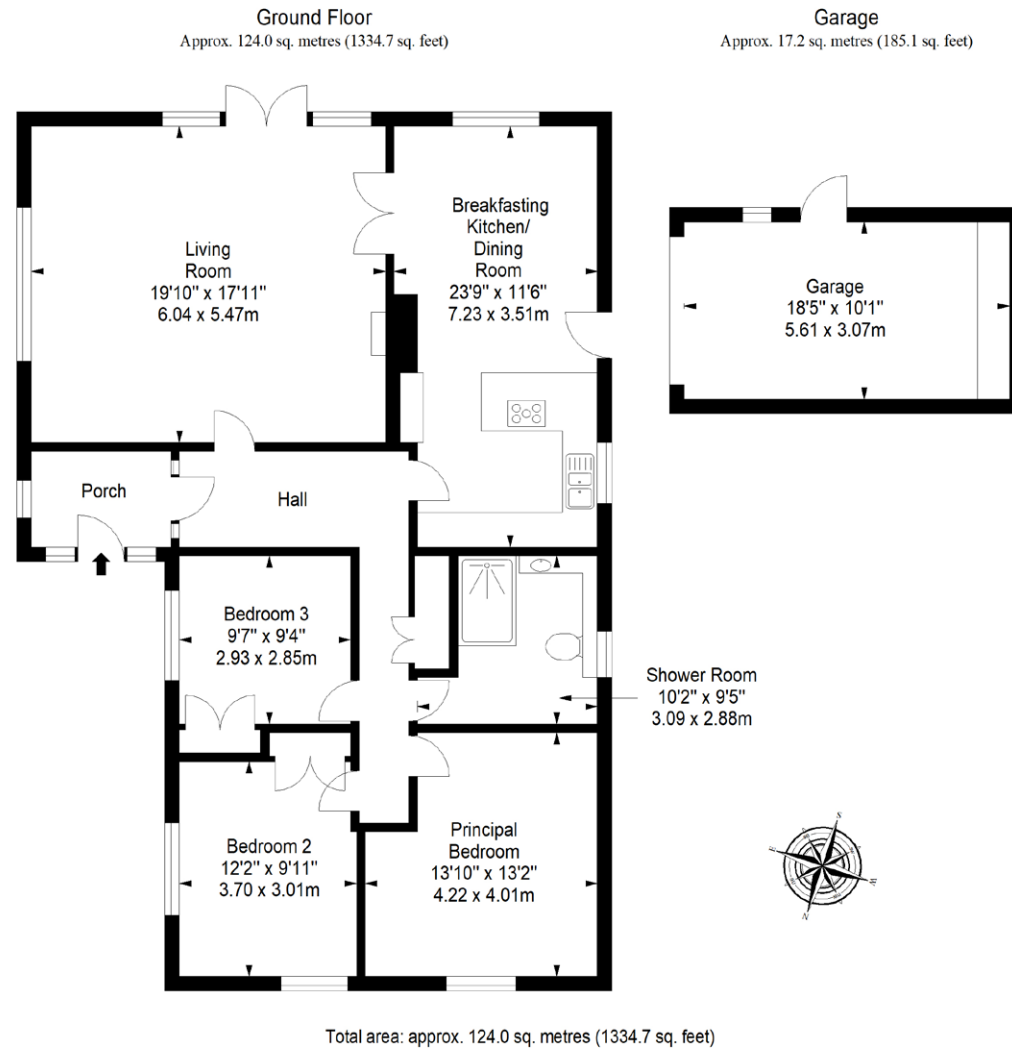 Ground Floor
Approx. 124.0 sq. metres (1334.7 sq. feet)
Garage
Approx. 17.2 sq. metres (185.1 sq. feet)
Living
Room
19'10" x 17'11"
6.04 x 5.47m
Breakfasting
Kitchen/
Dining
Room
23'9" x 11'6"
7.23 x 3.51m
Garage
18'5" x 10'1"
5.61 x 3.07m
Porch
Hall
Bedroom 3
9'7" x 9'4"
2.93 x 2.85m
Shower Room
10'2" x 9'5"
3.09 x 2.88m
Bedroom 2
12'2" x 9'11"
3.70 x 3.01m
Principal
Bedroom
13'10" x 13'2"
4.22 x 4.01m
S
E
W
N
Total area: approx. 124.0 sq. metres (1334.7 sq. feet)